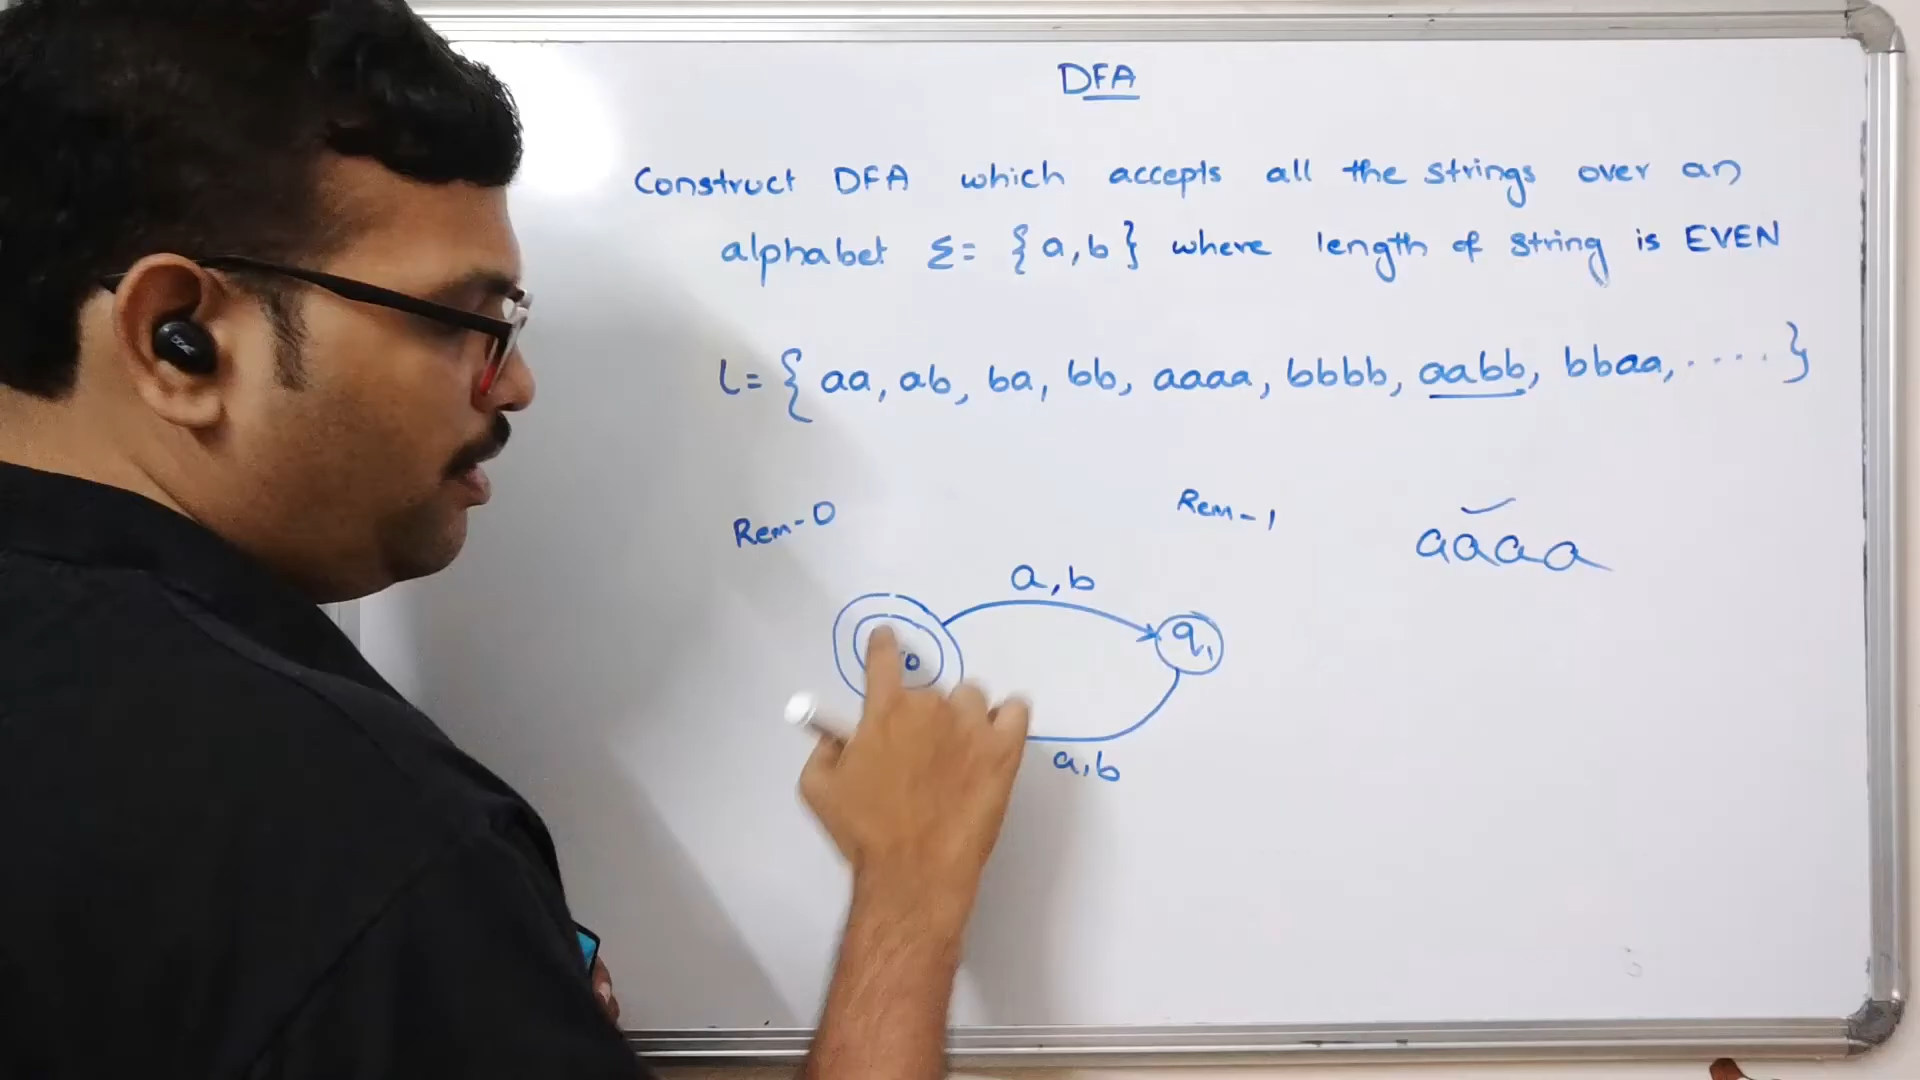 DFA
Construct DFA which accepts all the strings over an
alphabet Σ= {a,b} where length of string is EVEN
L= { aa, ab, ba, bb, aaaa, bbbb, aabb, bbaa, ..... }
Rem-0
Rem-1
aaaa
a,b
q1
a,b